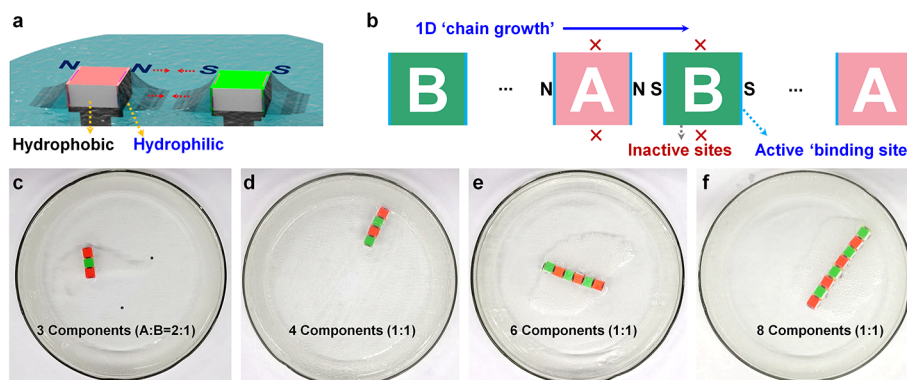 a
N N S S
Hydrophobic Hydrophilic
b
1D ‘chain growth’
× ×
B ··· N A N S B S ··· A
× ×
Inactive sites Active ‘binding site
c
3 Components (A:B=2:1)
d
4 Components (1:1)
e
6 Components (1:1)
f
8 Components (1:1)